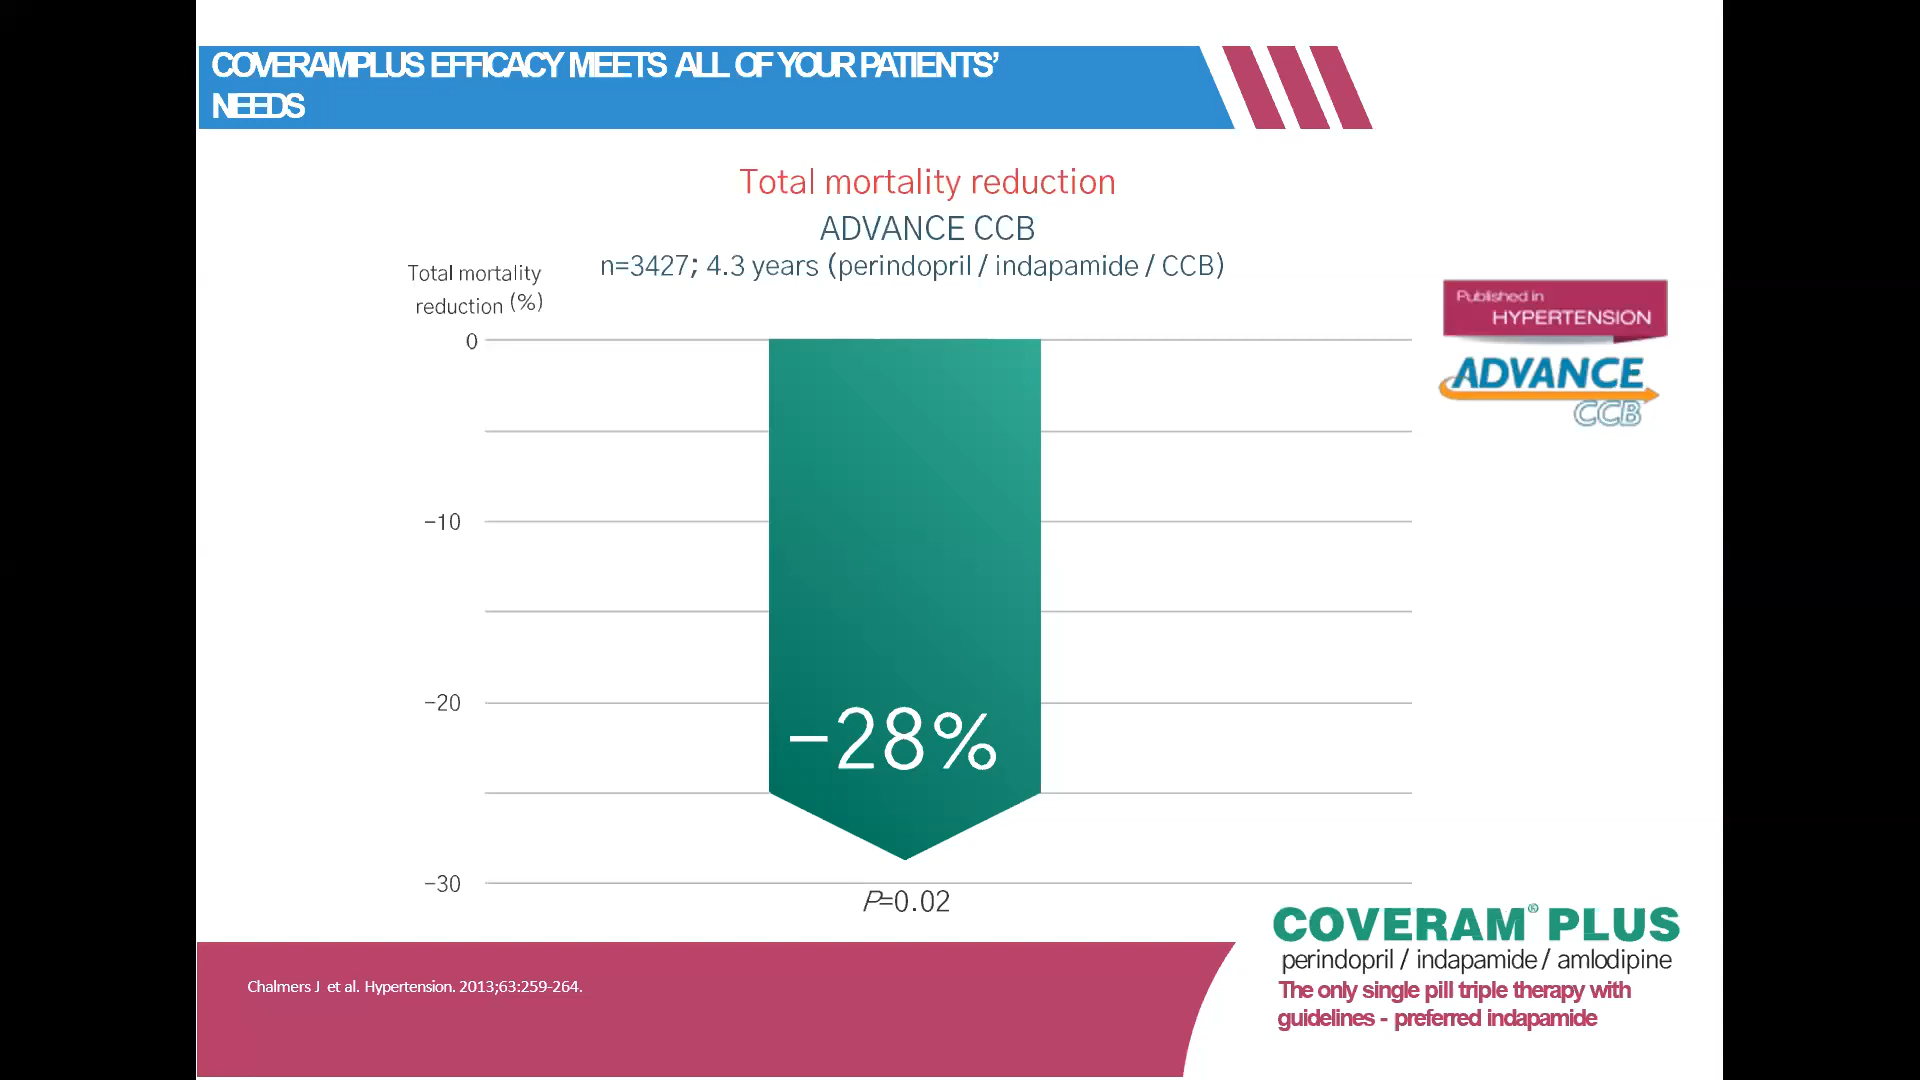 COVERAMPLUS EFFICACY MEETS ALL OF YOUR PATIENTS'
NEEDS
Total mortality reduction
ADVANCE CCB
n=3427; 4.3 years (perindopril / indapamide / CCB)
Total mortality
reduction (%)
0
-10
-20
-30
-28%
P=0.02
Published in
HYPERTENSION
ADVANCE
CCB
COVERAM® PLUS
perindopril / indapamide / amlodipine
The only single pill triple therapy with
guidelines - preferred indapamide
Chalmers J et al. Hypertension. 2013;63:259-264.